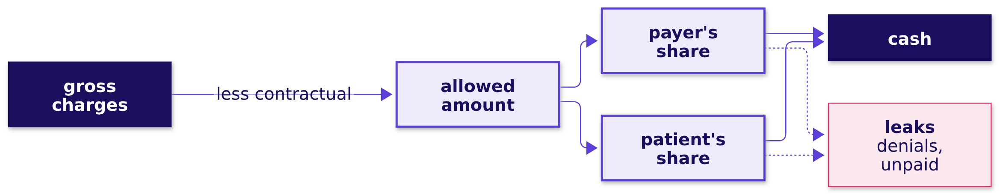 gross
charges
less contractual
allowed
amount
payer's
share
patient's
share
cash
leaks
denials,
unpaid